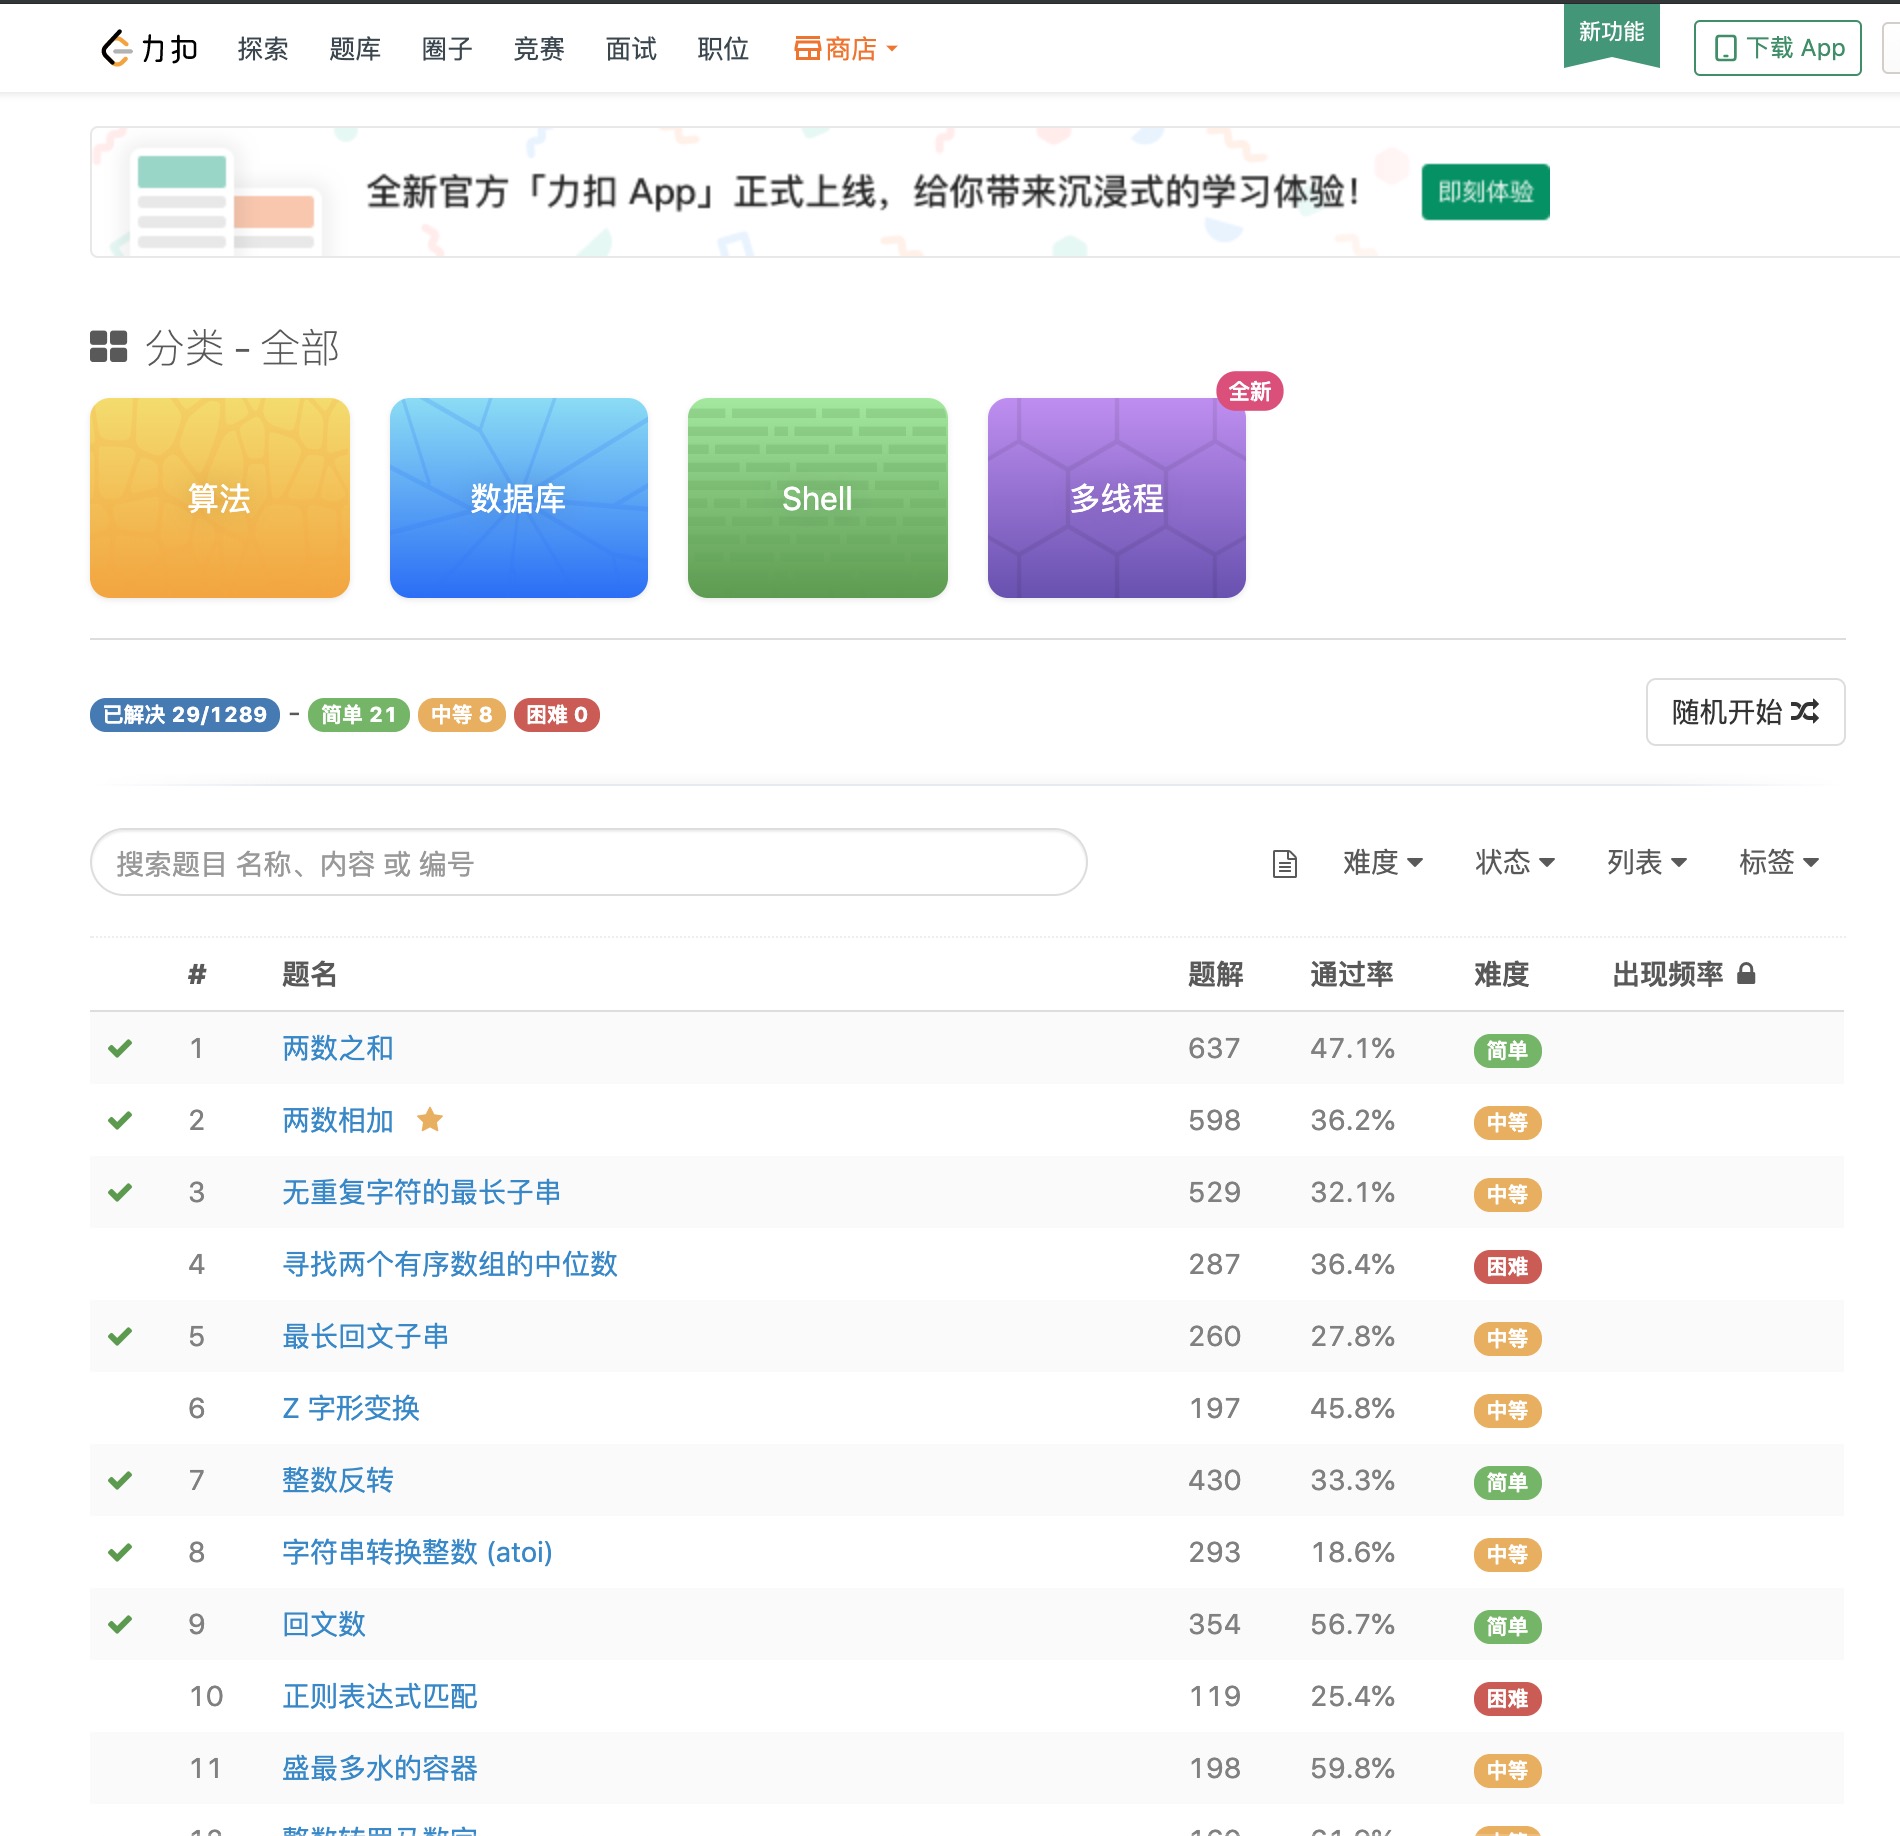 力扣 探索 题库 圈子 竞赛 面试 职位 商店 新功能 下载 App
全新官方「力扣 App」正式上线，给你带来沉浸式的学习体验！ 即刻体验
分类 - 全部
全新
算法 数据库 Shell 多线程
已解决 29/1289 - 简单 21 中等 8 困难 0 随机开始
搜索题目 名称、内容 或 编号 难度 状态 列表 标签
# 题名 题解 通过率 难度 出现频率
1 两数之和 637 47.1% 简单
2 两数相加 598 36.2% 中等
3 无重复字符的最长子串 529 32.1% 中等
4 寻找两个有序数组的中位数 287 36.4% 困难
5 最长回文子串 260 27.8% 中等
6 Z 字形变换 197 45.8% 中等
7 整数反转 430 33.3% 简单
8 字符串转换整数 (atoi) 293 18.6% 中等
9 回文数 354 56.7% 简单
10 正则表达式匹配 119 25.4% 困难
11 盛最多水的容器 198 59.8% 中等